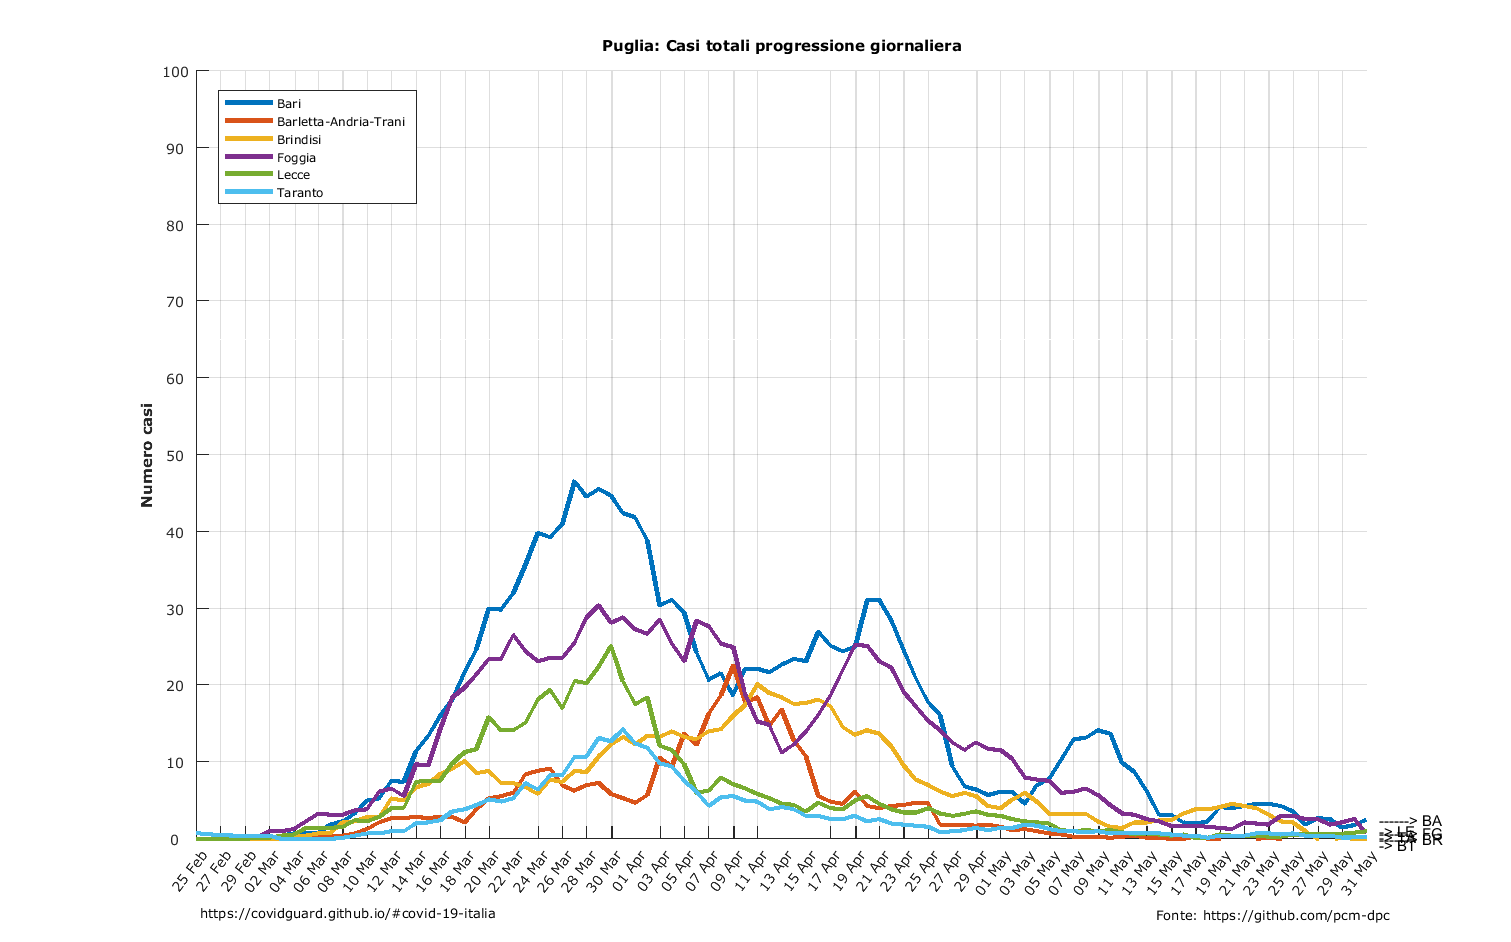 Puglia: Casi totali progressione giornaliera
Numero casi
100
90
80
70
60
50
40
30
20
10
0
Bari
Barletta-Andria-Trani
Brindisi
Foggia
Lecce
Taranto
25 Feb
27 Feb
29 Feb
02 Mar
04 Mar
06 Mar
08 Mar
10 Mar
12 Mar
14 Mar
16 Mar
18 Mar
20 Mar
22 Mar
24 Mar
26 Mar
28 Mar
30 Mar
01 Apr
03 Apr
05 Apr
07 Apr
09 Apr
11 Apr
13 Apr
15 Apr
17 Apr
19 Apr
21 Apr
23 Apr
25 Apr
27 Apr
29 Apr
01 May
03 May
05 May
07 May
09 May
11 May
13 May
15 May
17 May
19 May
21 May
23 May
25 May
27 May
29 May
31 May
------> BA
FG
BR
-> BT
https://covidguard.github.io/#covid-19-italia
Fonte: https://github.com/pcm-dpc